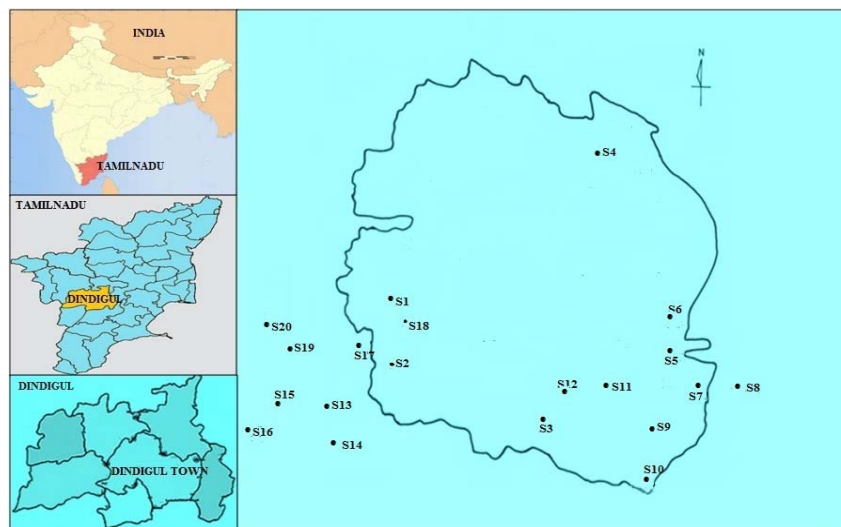 INDIA
TAMILNADU
TAMILNADU
DINDIGUL
DINDIGUL
DINDIGUL TOWN
N
S4
S1
S18
S6
S20
S19
S17
S2
S5
S15
S13
S12
S11
S7
S8
S16
S14
S3
S9
S10